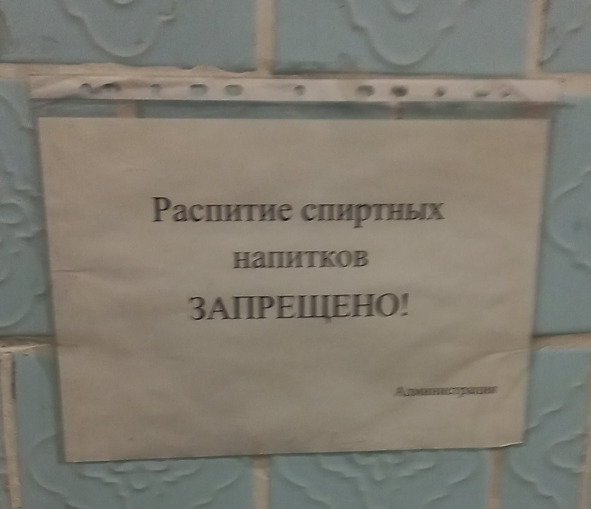 Распитие спиртных
напитков
ЗАПРЕЩЕНО!
Администрация